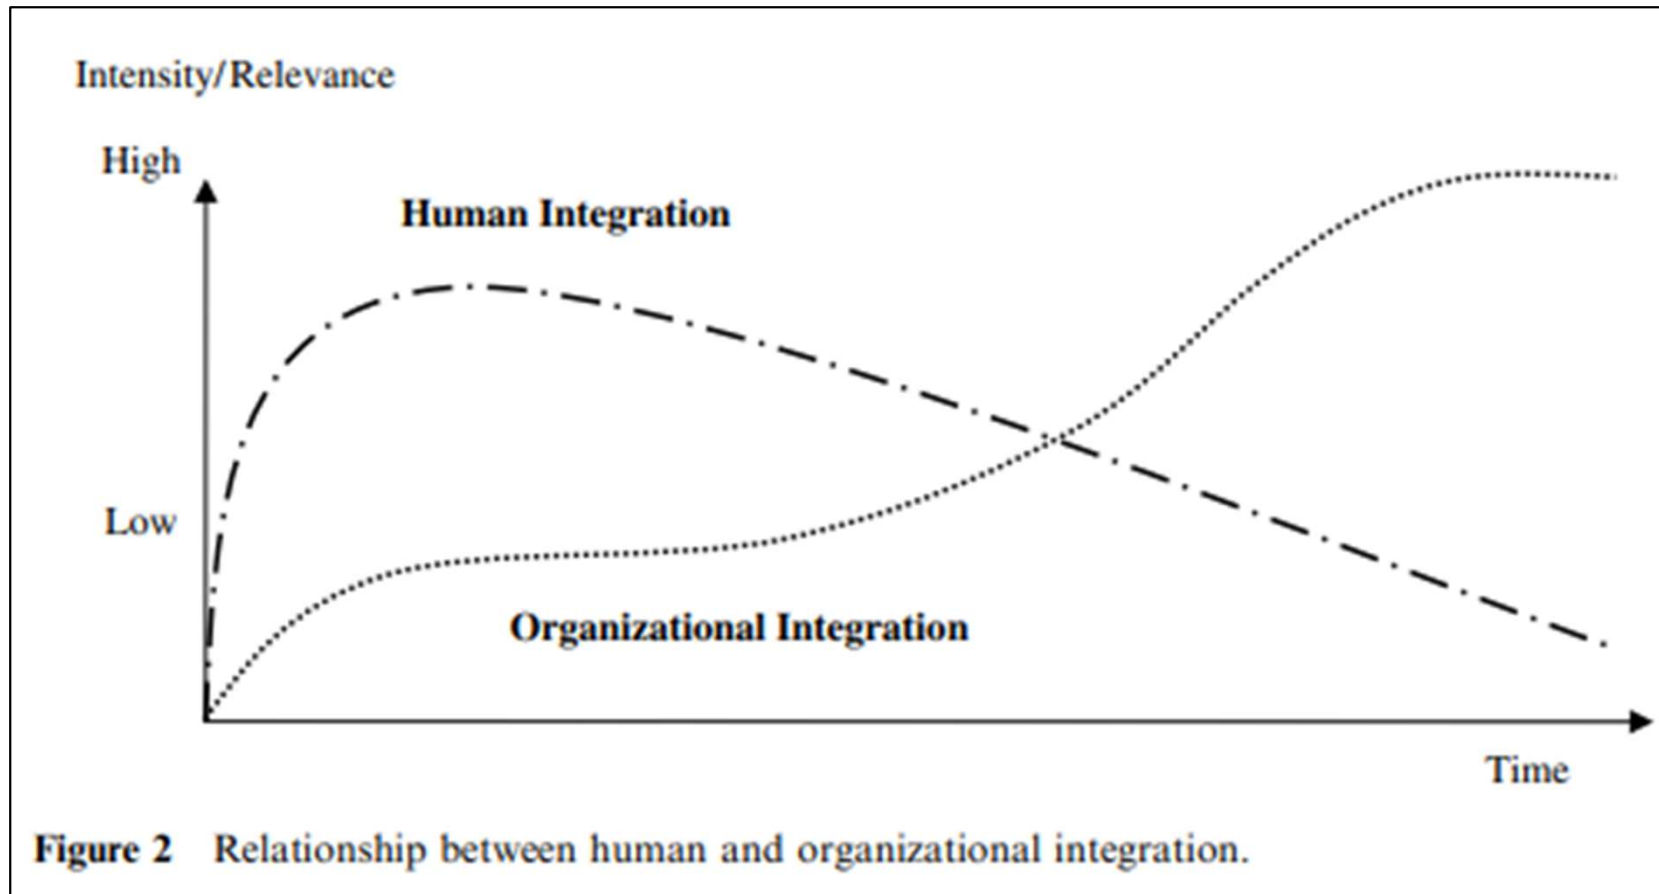 Intensity/Relevance
High
Human Integration
Low
Organizational Integration
Time
Figure 2 Relationship between human and organizational integration.